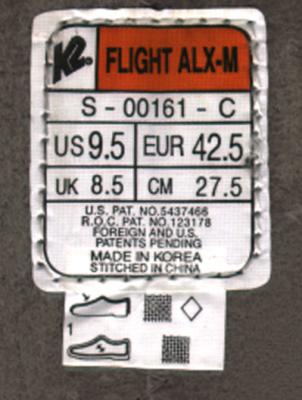 K2 FLIGHT ALX-M
S - 00161 - C
US 9.5 EUR 42.5
UK 8.5 CM 27.5
U.S. PAT. NO.5437466
R.O.C. PAT. NO.123178
FOREIGN AND U.S.
PATENTS PENDING
MADE IN KOREA
STITCHED IN CHINA
1